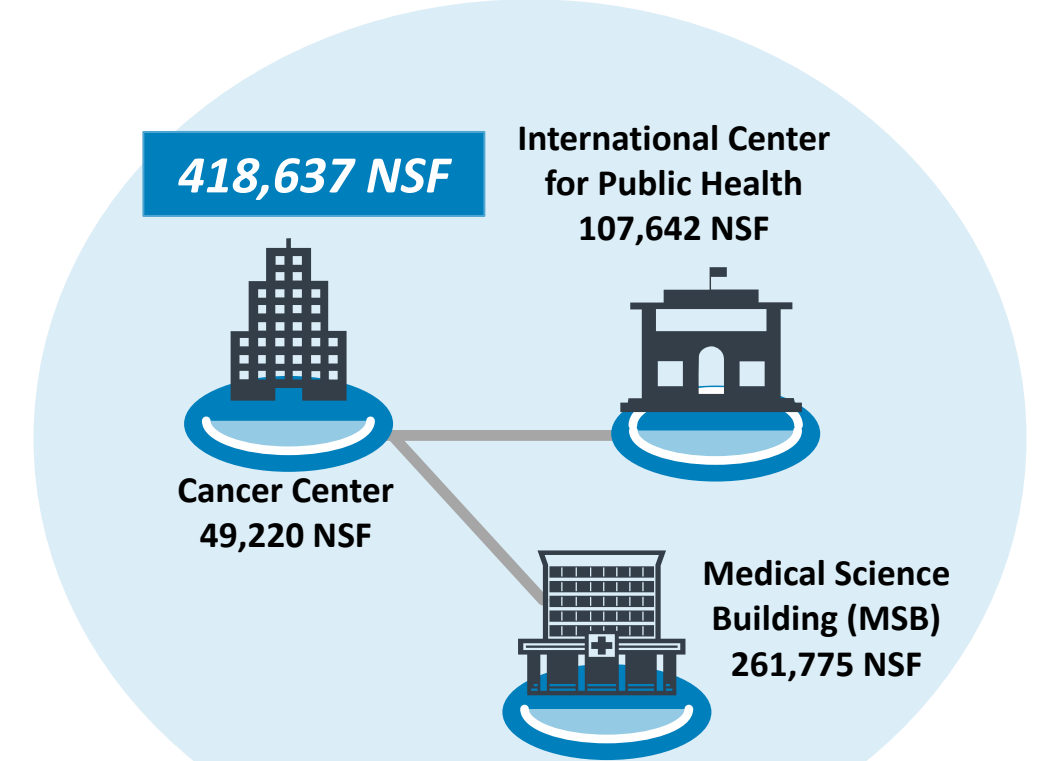 418,637 NSF
International Center
for Public Health
107,642 NSF
Cancer Center
49,220 NSF
Medical Science
Building (MSB)
261,775 NSF